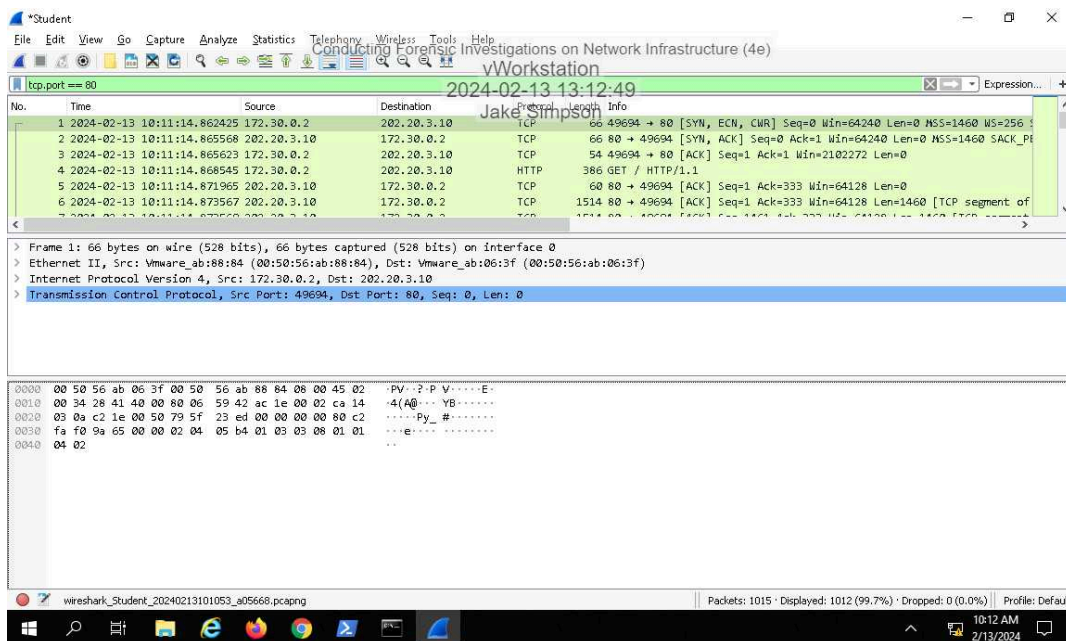 *Student
File Edit View Go Capture Analyze Statistics Telephony Wireless Tools Help
Conducting Forensic Investigations on Network Infrastructure (4e)
vWorkstation
2024-02-13 13:12:49
Jake Simpson
tcp.port == 80
Expression... +
No. Time Source Destination Protocol Length Info
1 2024-02-13 10:11:14.862425 172.30.0.2 202.20.3.10 TCP 66 49694 → 80 [SYN, ECN, CWR] Seq=0 Win=64240 Len=0 MSS=1460 WS=256
2 2024-02-13 10:11:14.865568 202.20.3.10 172.30.0.2 TCP 66 80 → 49694 [SYN, ACK] Seq=0 Ack=1 Win=64240 Len=0 MSS=1460 SACK_PE
3 2024-02-13 10:11:14.865623 172.30.0.2 202.20.3.10 TCP 54 49694 → 80 [ACK] Seq=1 Ack=1 Win=2102272 Len=0
4 2024-02-13 10:11:14.868545 172.30.0.2 202.20.3.10 HTTP 386 GET / HTTP/1.1
5 2024-02-13 10:11:14.871965 202.20.3.10 172.30.0.2 TCP 60 80 → 49694 [ACK] Seq=1 Ack=333 Win=64128 Len=0
6 2024-02-13 10:11:14.873567 202.20.3.10 172.30.0.2 TCP 1514 80 → 49694 [ACK] Seq=1 Ack=333 Win=64128 Len=1460 [TCP segment of
> Frame 1: 66 bytes on wire (528 bits), 66 bytes captured (528 bits) on interface 0
> Ethernet II, Src: Vmware_ab:88:84 (00:50:56:ab:88:84), Dst: Vmware_ab:06:3f (00:50:56:ab:06:3f)
> Internet Protocol Version 4, Src: 172.30.0.2, Dst: 202.20.3.10
> Transmission Control Protocol, Src Port: 49694, Dst Port: 80, Seq: 0, Len: 0
0000 00 50 56 ab 06 3f 00 50 56 ab 88 84 08 00 45 02 ·PV··?·P V·····E·
0010 00 34 28 41 40 00 80 06 59 42 ac 1e 00 02 ca 14 ·4(A@··· YB······
0020 03 0a c2 1e 00 50 79 5f 23 ed 00 00 00 00 80 c2 ·····Py_ #·······
0030 fa f0 9a 65 00 00 02 04 05 b4 01 03 03 08 01 01 ···e···· ········
0040 04 02 ··
wireshark_Student_20240213101053_a05668.pcapng
Packets: 1015 · Displayed: 1012 (99.7%) · Dropped: 0 (0.0%) Profile: Defau
10:12 AM
2/13/2024